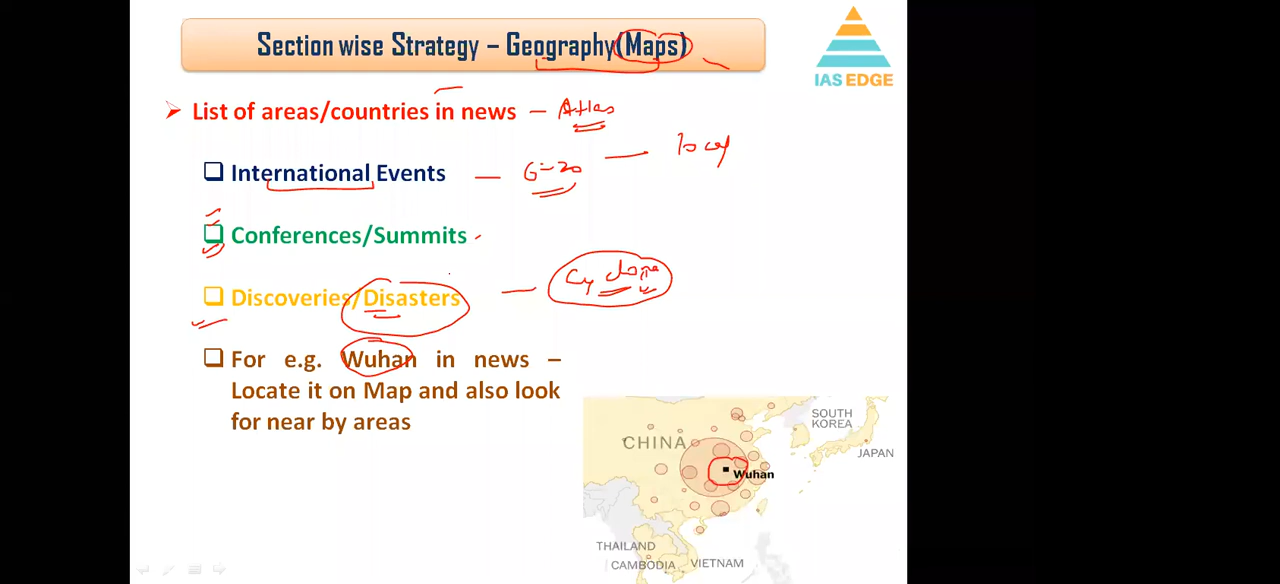 Section wise Strategy – Geography(Maps)
IAS EDGE
➤ List of areas/countries in news – Atlas
❑ International Events – G-20 –
❑ Conferences/Summits
❑ Discoveries/Disasters – Cyclone
❑ For e.g. Wuhan in news –
Locate it on Map and also look
for near by areas
SOUTH
KOREA
CHINA
JAPAN
Wuhan
THAILAND
CAMBODIA
VIETNAM